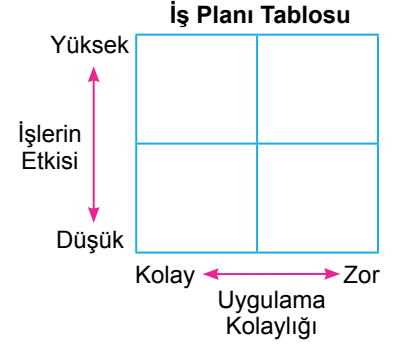 İş Planı Tablosu
Yüksek
İşlerin
Etkisi
Düşük
Kolay
Zor
Uygulama
Kolaylığı